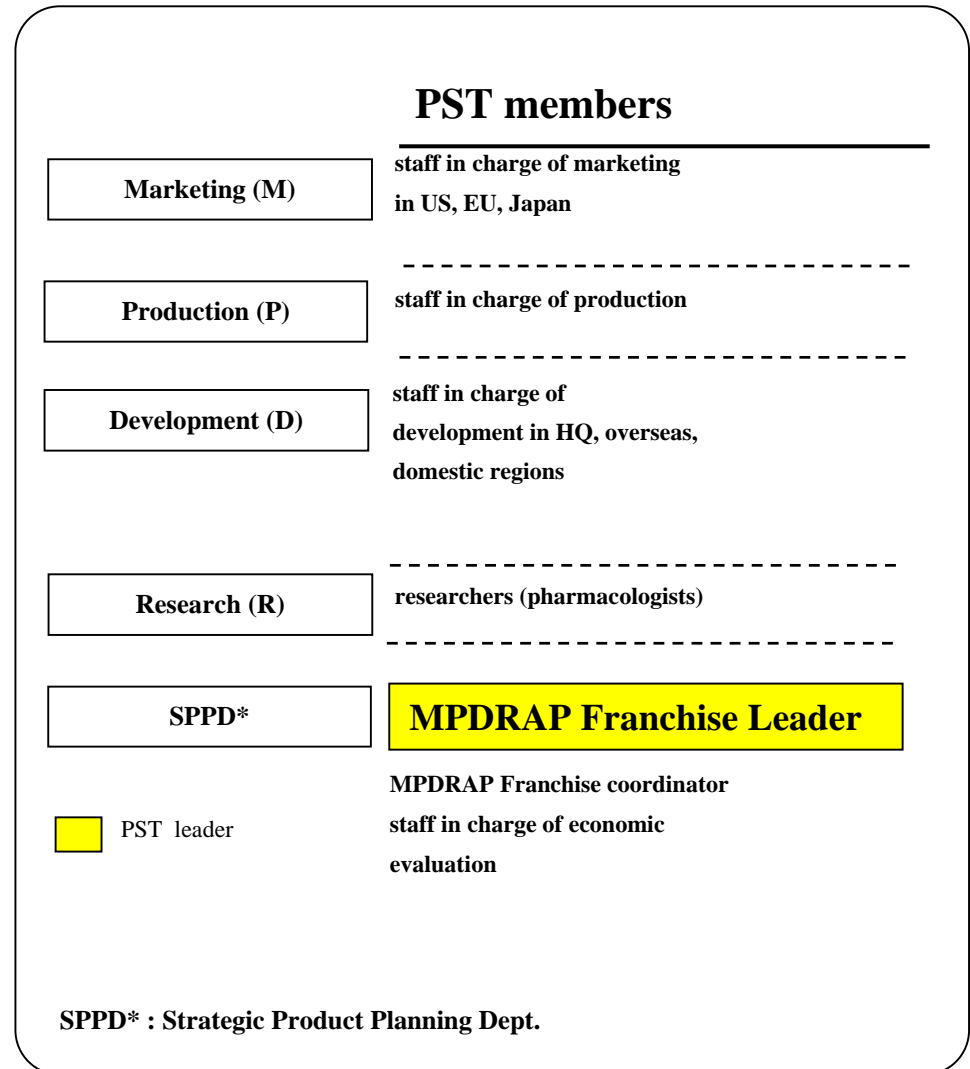 PST members
Marketing (M)
staff in charge of marketing
in US, EU, Japan
Production (P)
staff in charge of production
Development (D)
staff in charge of
development in HQ, overseas,
domestic regions
Research (R)
researchers (pharmacologists)
SPPD*
MPDRAP Franchise Leader
MPDRAP Franchise coordinator
staff in charge of economic
evaluation
PST leader
SPPD* : Strategic Product Planning Dept.